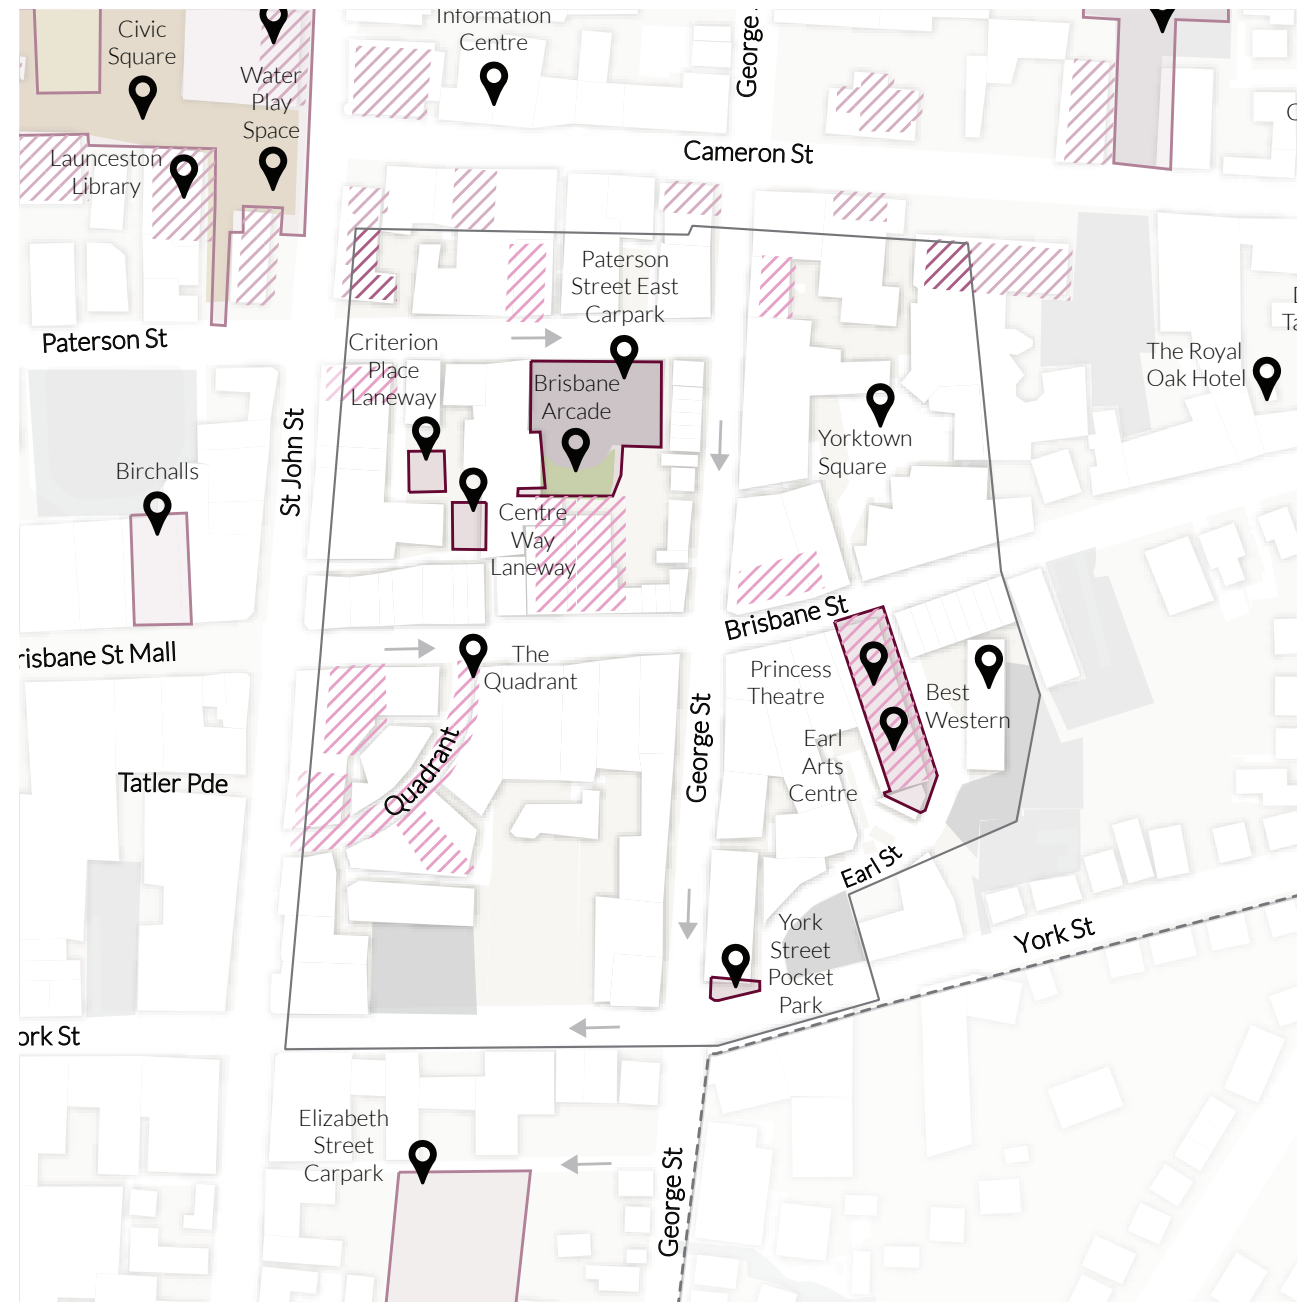 Civic
Square
Information
Centre
George
Water
Play
Space
Launceston
Library
Cameron St
Paterson
Street East
Carpark
Paterson St
Criterion
Place
Laneway
Brisbane
Arcade
The Royal
Oak Hotel
Yorktown
Square
St John St
Birchalls
Centre
Way
Laneway
Brisbane St
risbane St Mall
The
Quadrant
Princess
Theatre
Best
Western
Earl
Arts
Centre
George St
Quadrant
Tatler Pde
Earl St
York
Street
Pocket
Park
York St
ork St
Elizabeth
Street
Carpark
George St